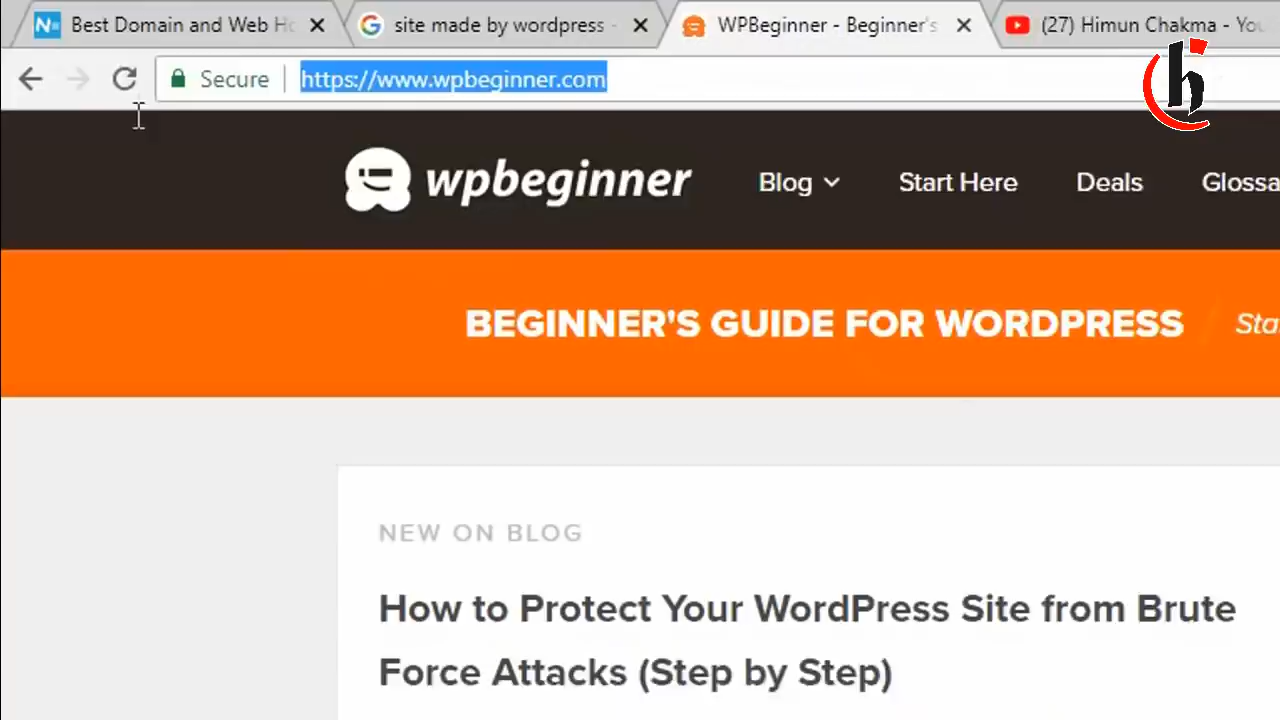 Best Domain and Web Ho
site made by wordpress -
WPBeginner - Beginner's
(27) Himun Chakma - You
Secure
https://www.wpbeginner.com
h
wpbeginner
Blog
Start Here
Deals
Glossa
BEGINNER'S GUIDE FOR WORDPRESS
/ Sta
NEW ON BLOG
How to Protect Your WordPress Site from Brute
Force Attacks (Step by Step)